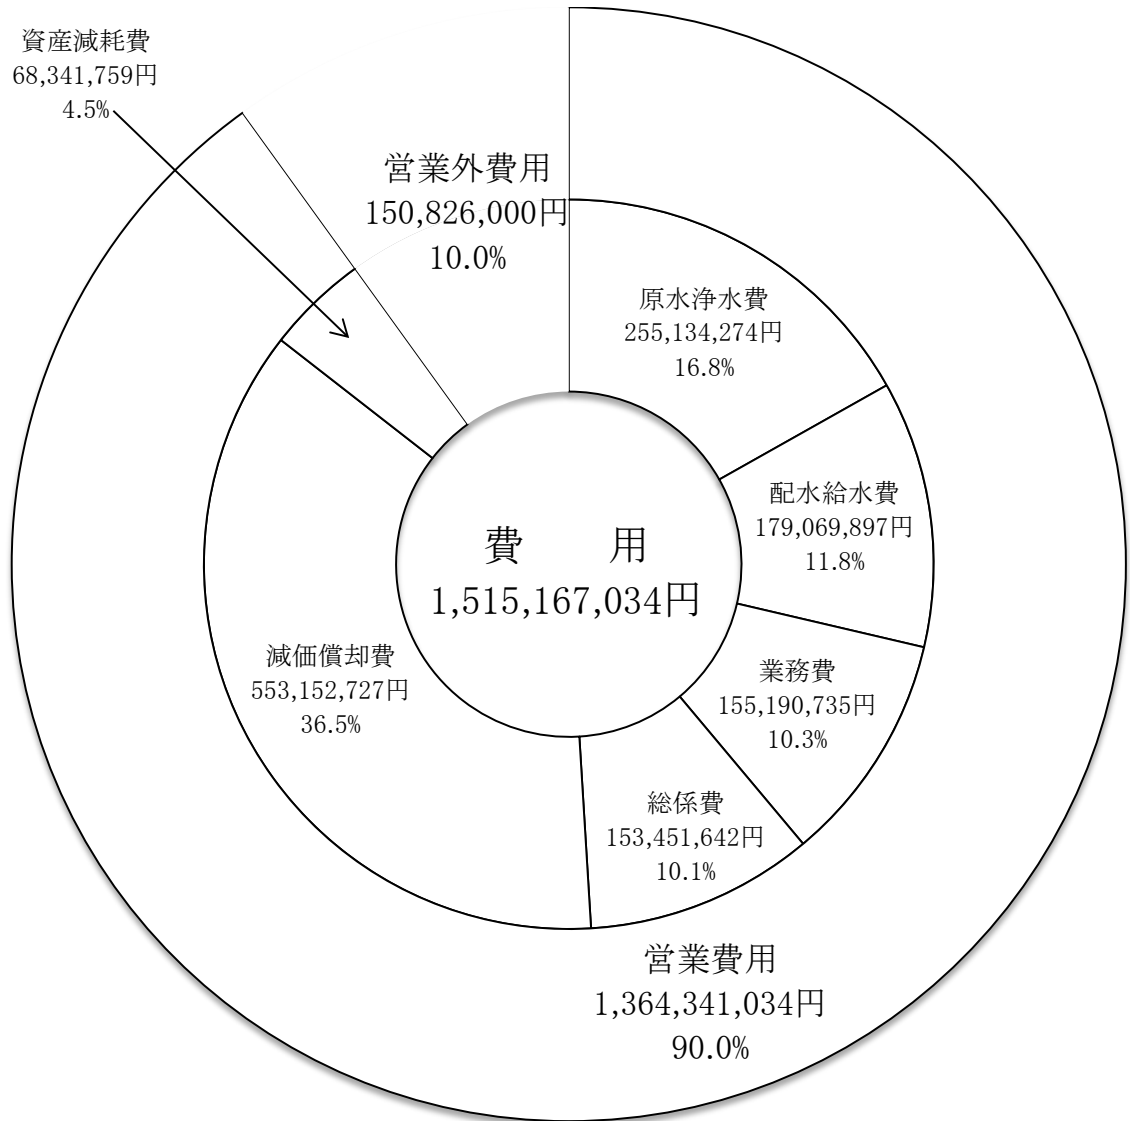 資産減耗費
68,341,759円
4.5%
営業外費用
150,826,000円
10.0%
原水浄水費
255,134,274円
16.8%
配水給水費
179,069,897円
11.8%
費　用
1,515,167,034円
減価償却費
553,152,727円
36.5%
業務費
155,190,735円
10.3%
総係費
153,451,642円
10.1%
営業費用
1,364,341,034円
90.0%